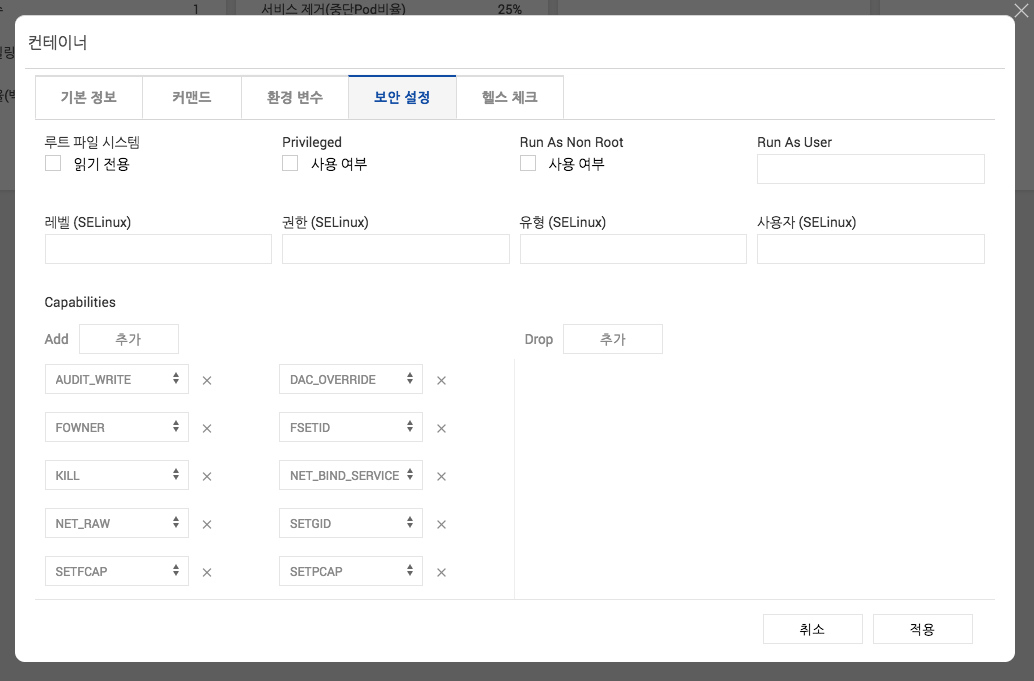 1
서비스 제거(중단Pod비율)
25%
컨테이너
기본 정보
커맨드
환경 변수
보안 설정
헬스 체크
루트 파일 시스템
Privileged
Run As Non Root
Run As User
읽기 전용
사용 여부
사용 여부
레벨 (SELinux)
권한 (SELinux)
유형 (SELinux)
사용자 (SELinux)
Capabilities
Add
추가
Drop
추가
AUDIT_WRITE
DAC_OVERRIDE
FOWNER
FSETID
KILL
NET_BIND_SERVICE
NET_RAW
SETGID
SETFCAP
SETPCAP
취소
적용